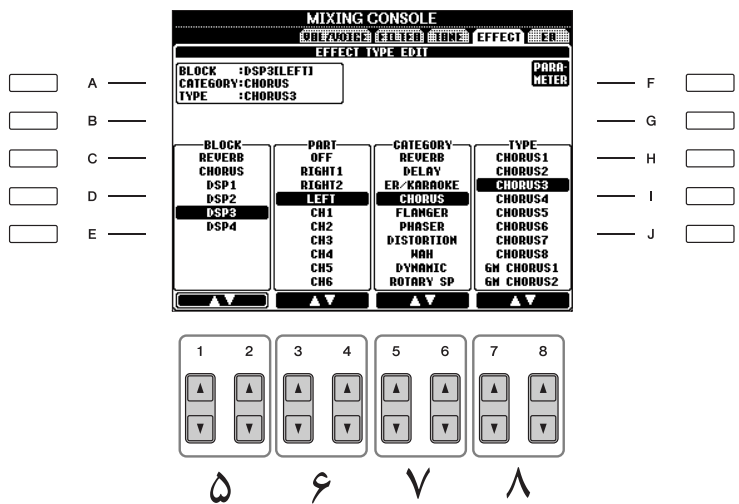 MIXING CONSOLE
VOL/VOICE FILTER TUNE EFFECT EQ
EFFECT TYPE EDIT
BLOCK :DSP3[LEFT]
CATEGORY:CHORUS
TYPE :CHORUS3
PARA-
METER
A F
B G
C H
D I
E J
BLOCK PART CATEGORY TYPE
REVERB OFF REVERB CHORUS1
CHORUS RIGHT1 DELAY CHORUS2
DSP1 RIGHT2 ER/KARAOKE CHORUS3
DSP2 LEFT CHORUS CHORUS4
DSP3 CH1 FLANGER CHORUS5
DSP4 CH2 PHASER CHORUS6
CH3 DISTORTION CHORUS7
CH4 WAH CHORUS8
CH5 DYNAMIC GM CHORUS1
CH6 ROTARY SP GM CHORUS2
1 2 3 4 5 6 7 8
۵ ۶ ۷ ۸